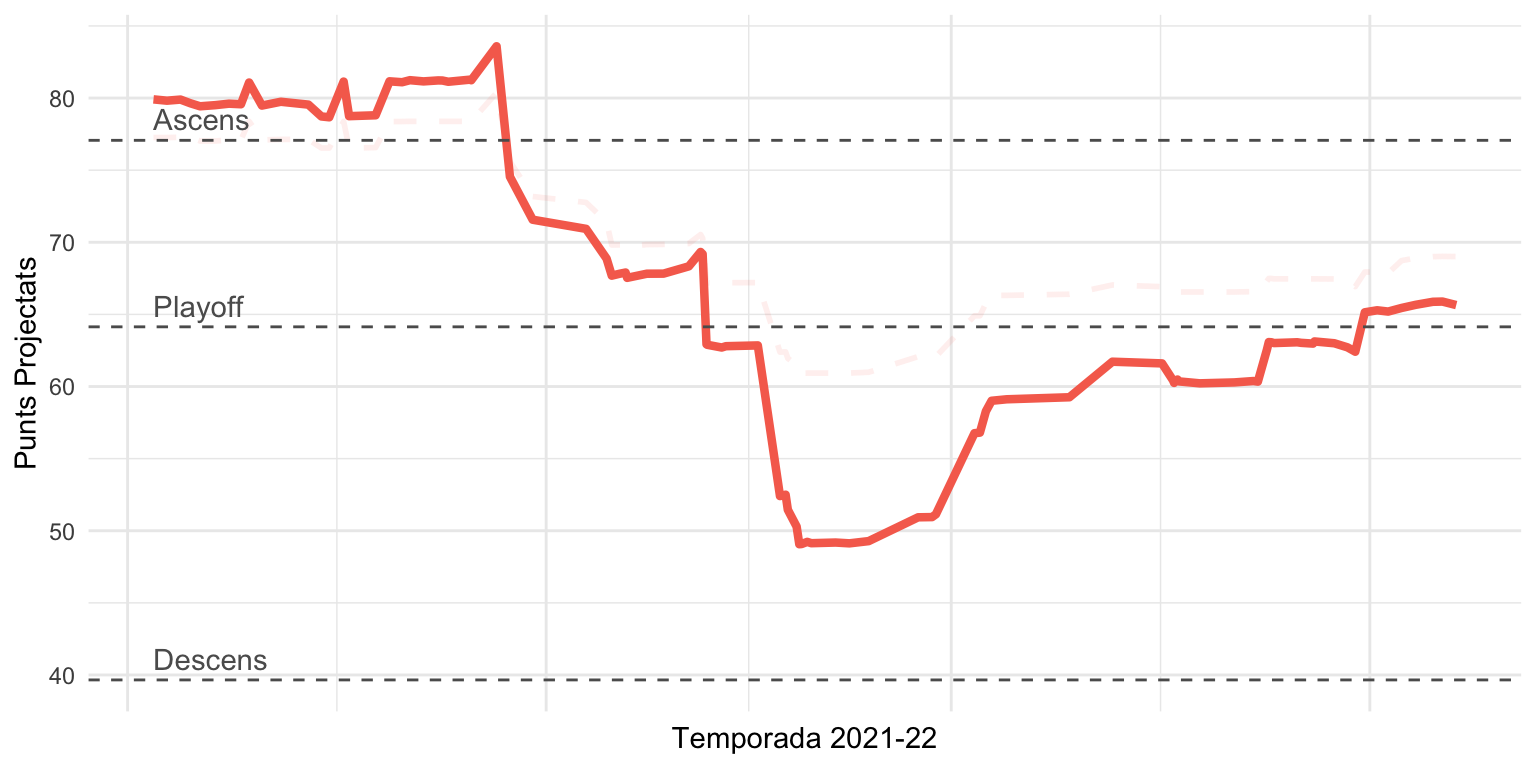 80
Ascens
70
Playoff
60
50
Descens
40
Punts Projectats
Temporada 2021-22